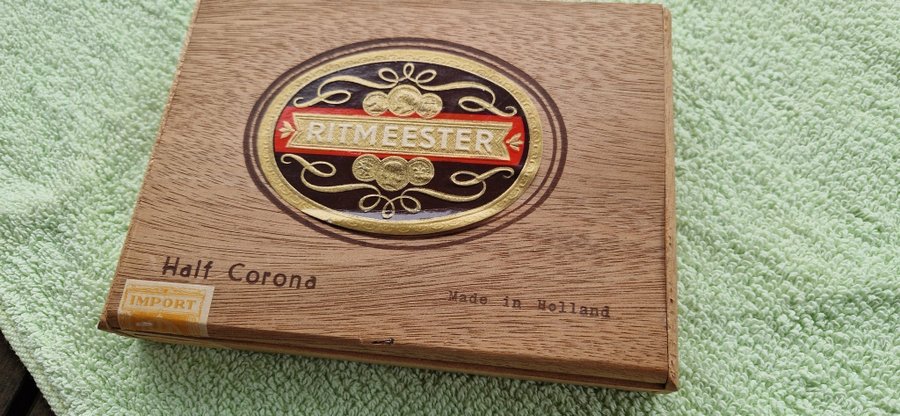 RITMEESTER
Half Corona
IMPORT
Made in Holland